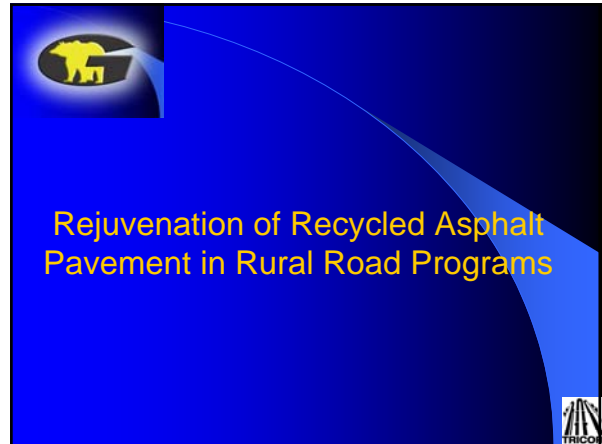 Rejuvenation of Recycled Asphalt
Pavement in Rural Road Programs
TRICOR